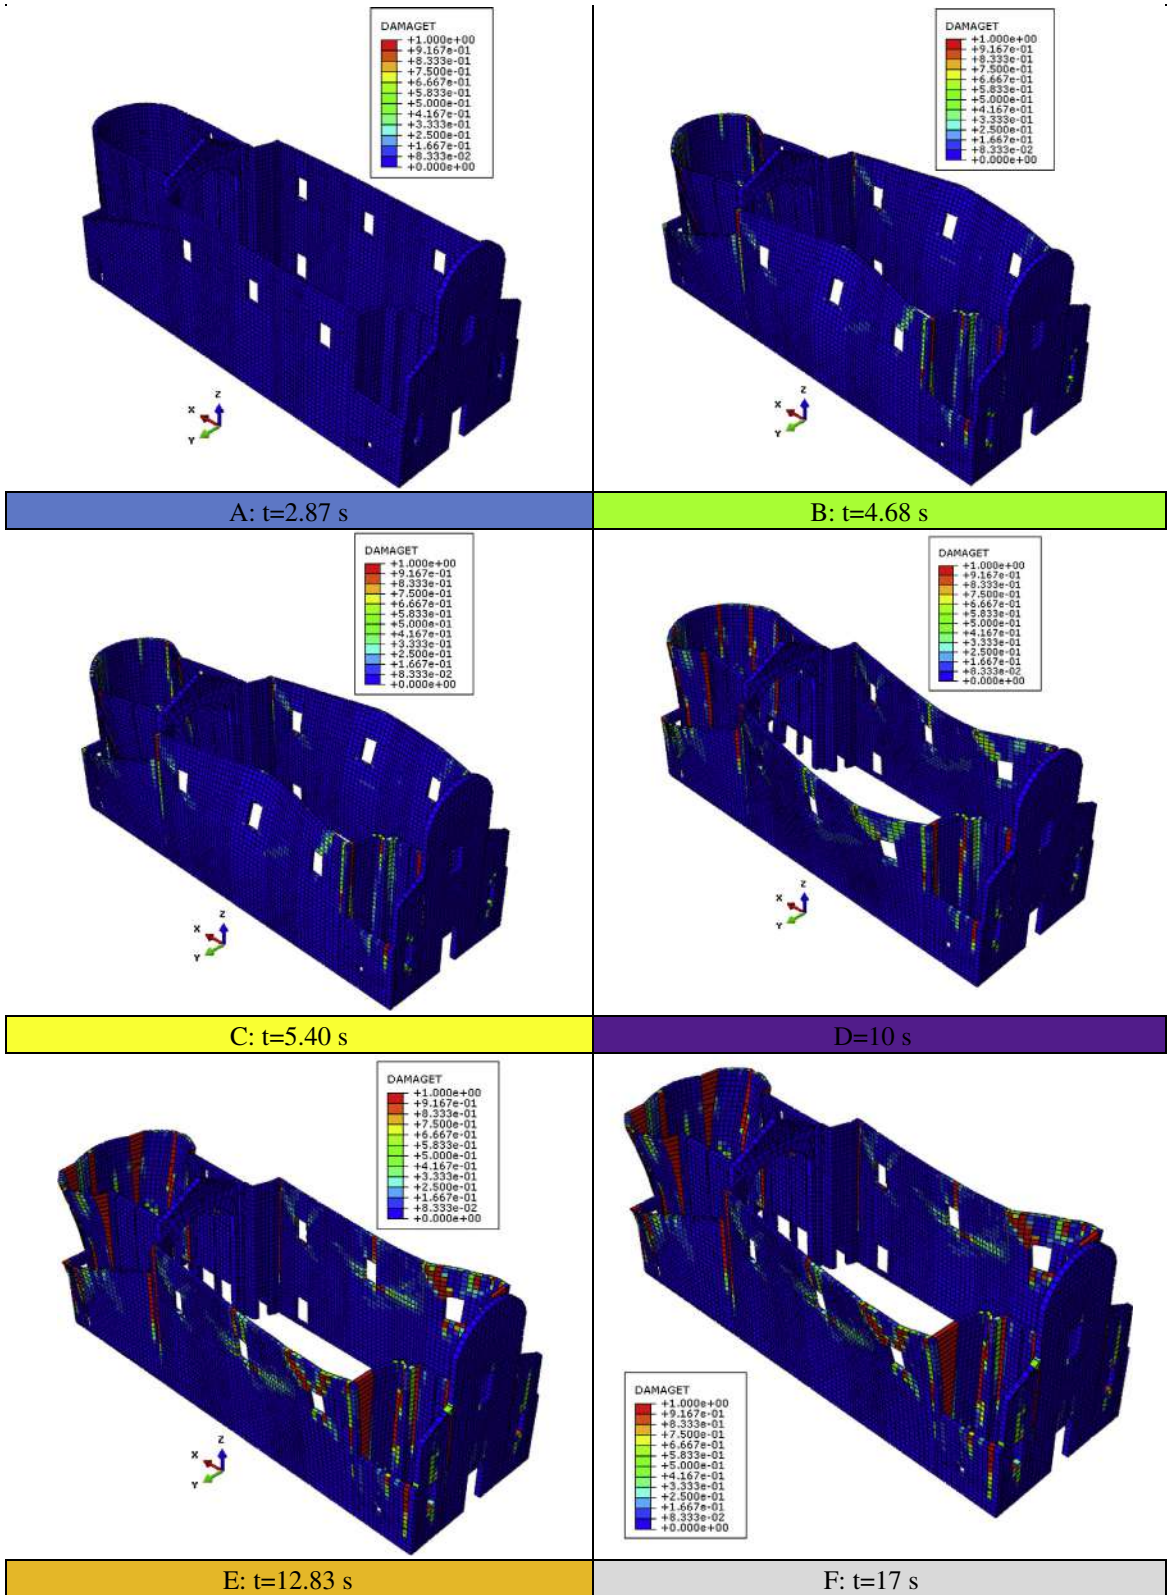 DAMAGET
+1.000e+00
+9.167e-01
+8.333e-01
+7.500e-01
+6.667e-01
+5.833e-01
+5.000e-01
+4.167e-01
+3.333e-01
+2.500e-01
+1.667e-01
+8.333e-02
+0.000e+00
Z
X
Y
A: t=2.87 s
DAMAGET
+1.000e+00
+9.167e-01
+8.333e-01
+7.500e-01
+6.667e-01
+5.833e-01
+5.000e-01
+4.167e-01
+3.333e-01
+2.500e-01
+1.667e-01
+8.333e-02
+0.000e+00
Z
X
Y
B: t=4.68 s
DAMAGET
+1.000e+00
+9.167e-01
+8.333e-01
+7.500e-01
+6.667e-01
+5.833e-01
+5.000e-01
+4.167e-01
+3.333e-01
+2.500e-01
+1.667e-01
+8.333e-02
+0.000e+00
Z
X
Y
C: t=5.40 s
DAMAGET
+1.000e+00
+9.167e-01
+8.333e-01
+7.500e-01
+6.667e-01
+5.833e-01
+5.000e-01
+4.167e-01
+3.333e-01
+2.500e-01
+1.667e-01
+8.333e-02
+0.000e+00
Z
X
Y
D=10 s
DAMAGET
+1.000e+00
+9.167e-01
+8.333e-01
+7.500e-01
+6.667e-01
+5.833e-01
+5.000e-01
+4.167e-01
+3.333e-01
+2.500e-01
+1.667e-01
+8.333e-02
+0.000e+00
Z
X
Y
E: t=12.83 s
DAMAGET
+1.000e+00
+9.167e-01
+8.333e-01
+7.500e-01
+6.667e-01
+5.833e-01
+5.000e-01
+4.167e-01
+3.333e-01
+2.500e-01
+1.667e-01
+8.333e-02
+0.000e+00
F: t=17 s